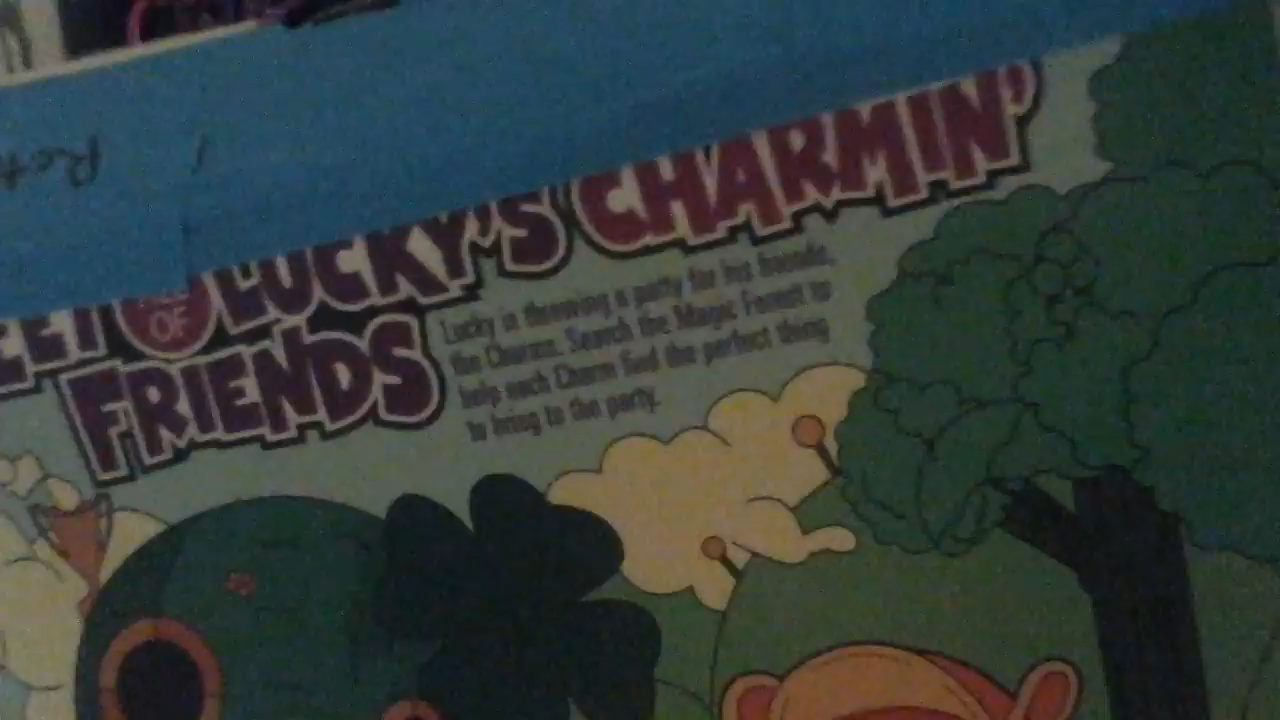 LUCKY'S CHARMIN'
OF
FRIENDS
Lucky is throwing a party for his friends,
the Charms. Search the Magic Forest to
help each Charm find the perfect thing
to bring to the party.